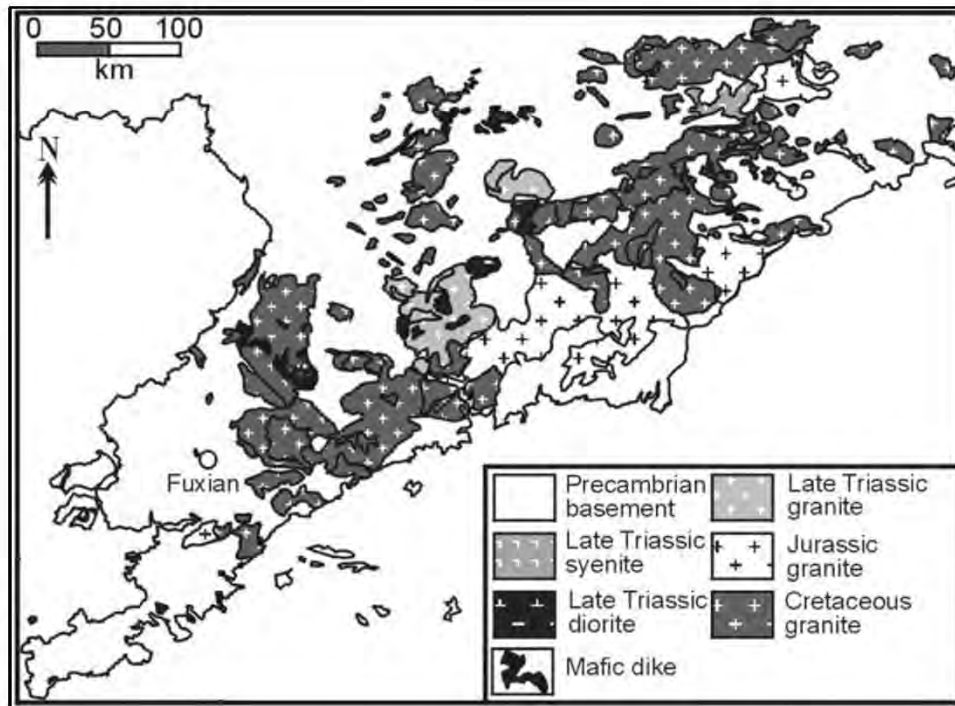 0 50 100
km
N
Fuxian
Precambrian
basement
Late Triassic
granite
Late Triassic
syenite
Jurassic
granite
Late Triassic
diorite
Cretaceous
granite
Mafic dike